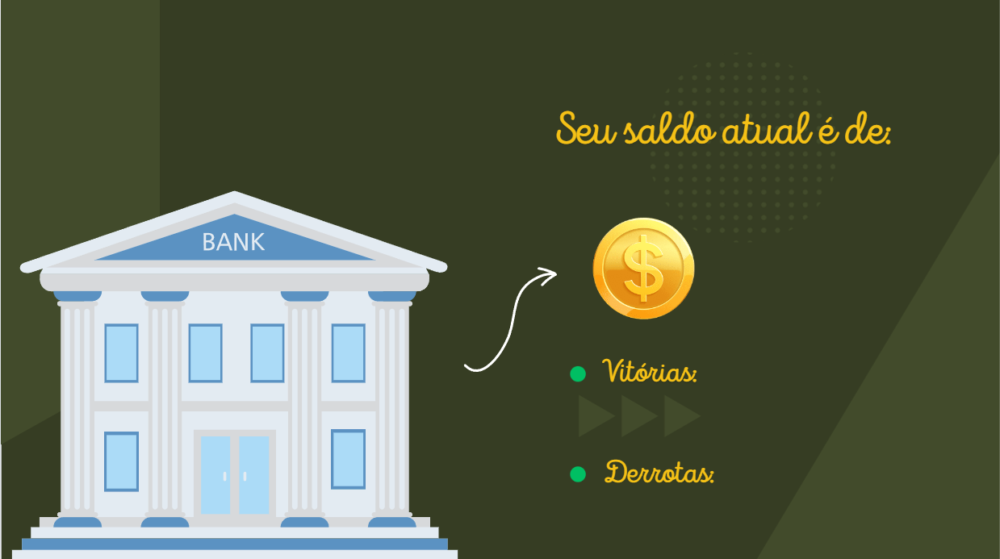 Seu saldo atual é de:
BANK
$
Vitórias:
Derrotas: